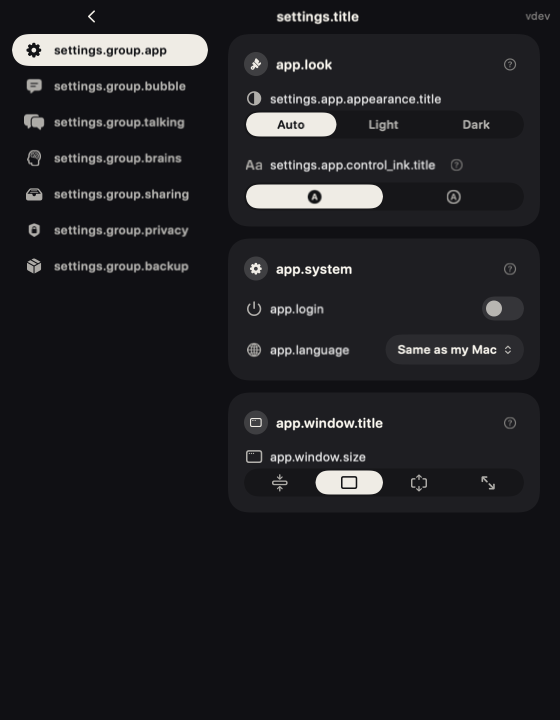 settings.title
vdev
settings.group.app
settings.group.bubble
settings.group.talking
settings.group.brains
settings.group.sharing
settings.group.privacy
settings.group.backup
app.look
settings.app.appearance.title
Auto Light Dark
Aa settings.app.control_ink.title
A A
app.system
app.login
app.language Same as my Mac
app.window.title
app.window.size